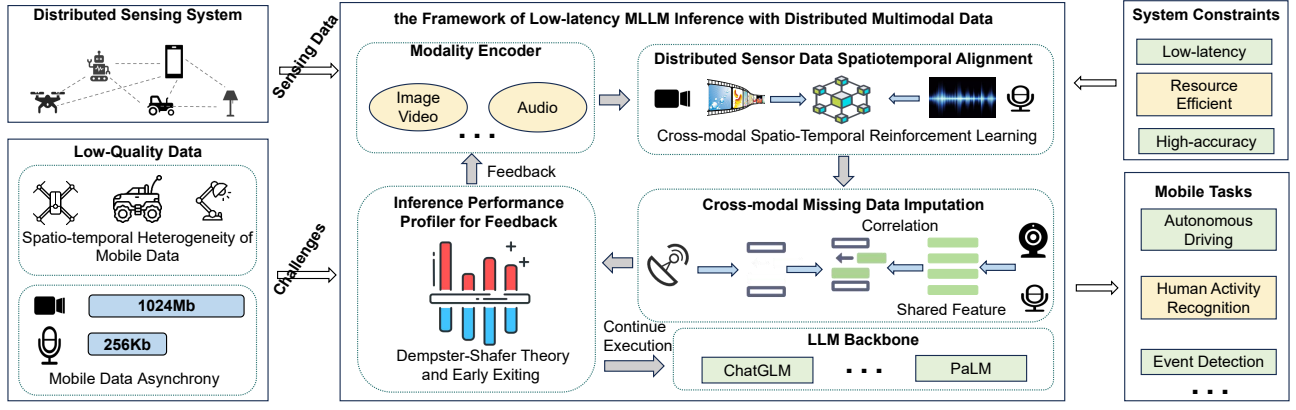 Distributed Sensing System
Low-Quality Data
Spatio-temporal Heterogeneity of
Mobile Data
1024Mb
256Kb
Mobile Data Asynchrony
Sensing Data
Challenges
the Framework of Low-latency MLLM Inference with Distributed Multimodal Data
Modality Encoder
Image
Video
Audio
...
Distributed Sensor Data Spatiotemporal Alignment
Cross-modal Spatio-Temporal Reinforcement Learning
Feedback
Inference Performance
Profiler for Feedback
Dempster-Shafer Theory
and Early Exiting
Cross-modal Missing Data Imputation
Correlation
Shared Feature
Continue
Execution
LLM Backbone
ChatGLM
...
PaLM
System Constraints
Low-latency
Resource
Efficient
High-accuracy
Mobile Tasks
Autonomous
Driving
Human Activity
Recognition
Event Detection
...